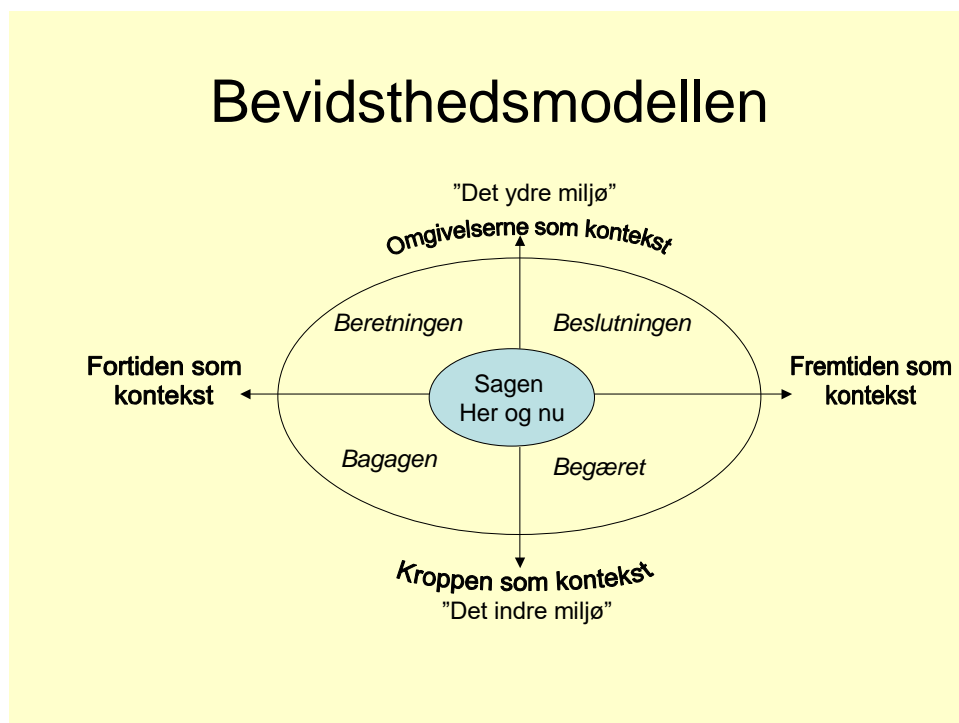 Bevidsthedsmodellen
”Det ydre miljø”
Omgivelserne som kontekst
Beretningen
Beslutningen
Fortiden som
kontekst
Sagen
Her og nu
Fremtiden som
kontekst
Bagagen
Begæret
Kroppen som kontekst
”Det indre miljø”